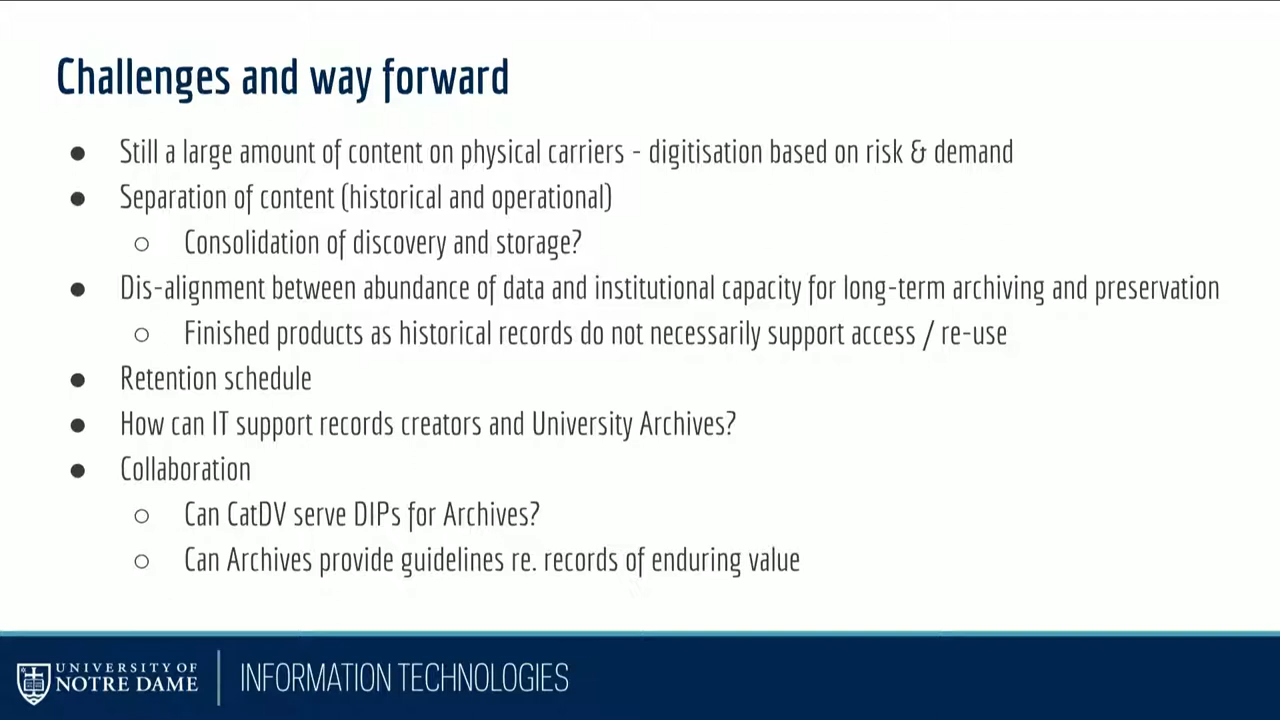 Challenges and way forward
● Still a large amount of content on physical carriers - digitisation based on risk & demand
● Separation of content (historical and operational)
○ Consolidation of discovery and storage?
● Dis-alignment between abundance of data and institutional capacity for long-term archiving and preservation
○ Finished products as historical records do not necessarily support access / re-use
● Retention schedule
● How can IT support records creators and University Archives?
● Collaboration
○ Can CatDV serve DIPs for Archives?
○ Can Archives provide guidelines re. records of enduring value
UNIVERSITY OF
NOTRE DAME
INFORMATION TECHNOLOGIES